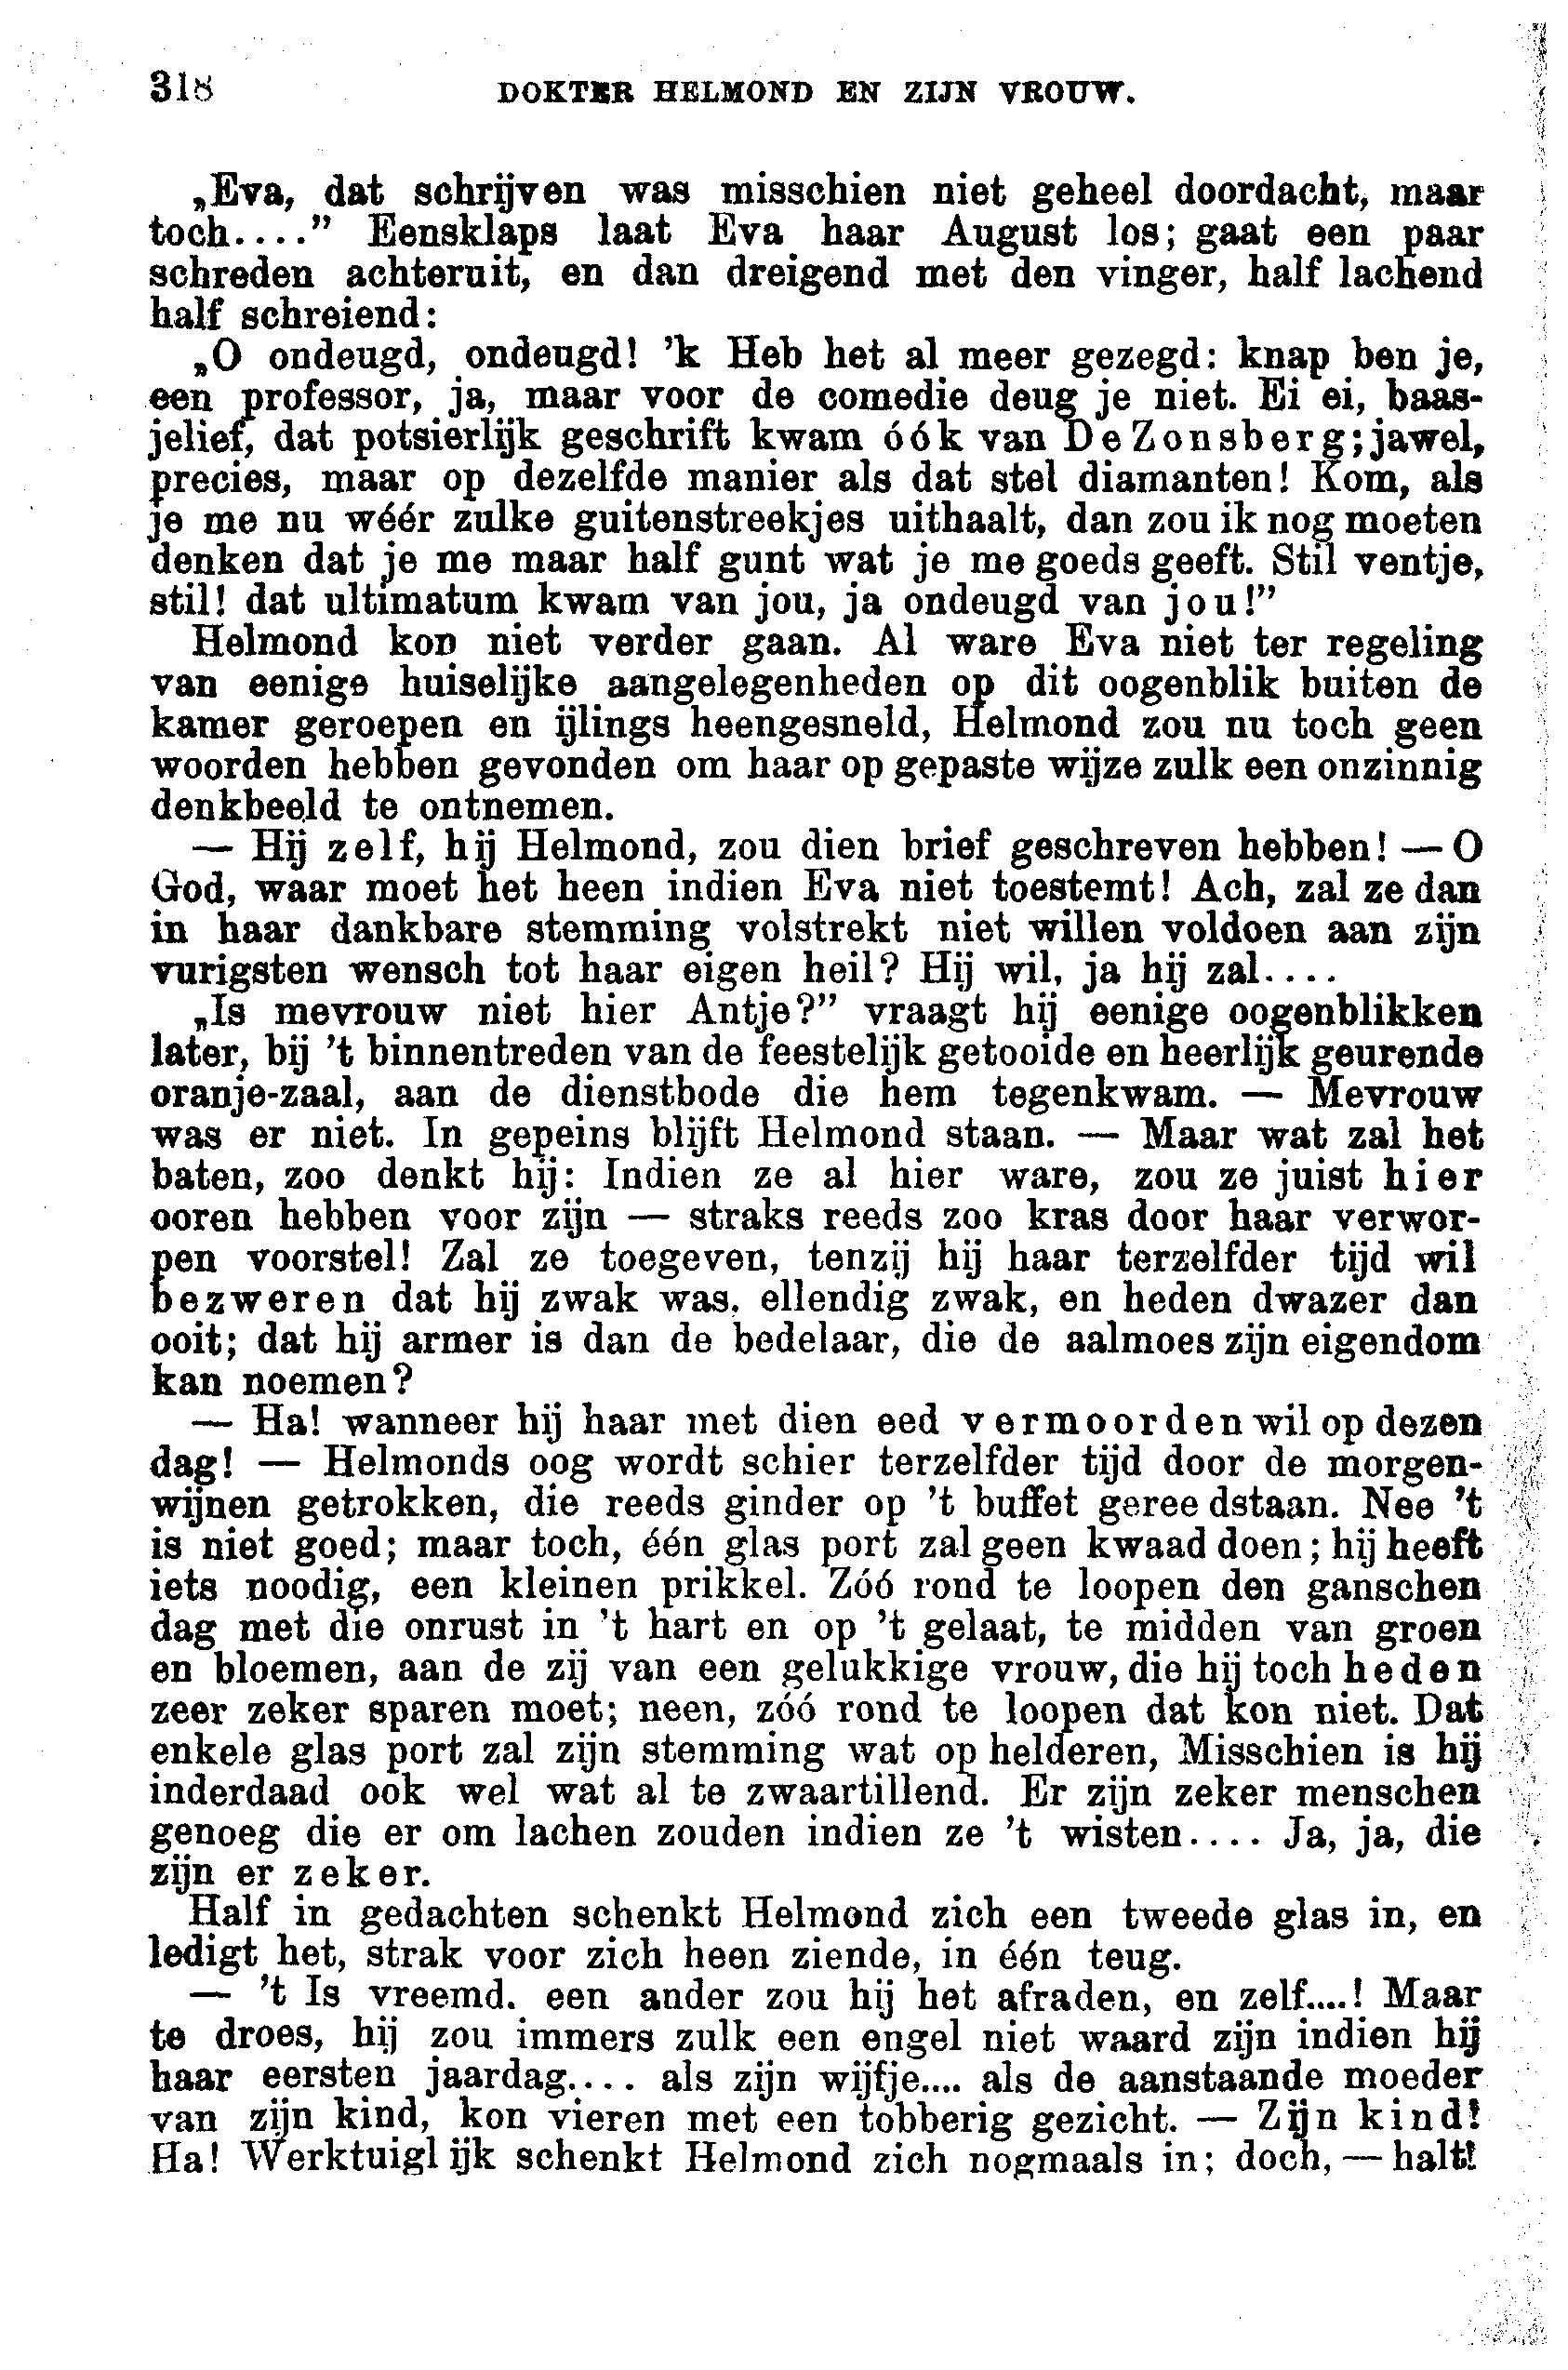 318 DOKTER HELMOND EN ZIJN VROUW.
„Eva, dat schrijven was misschien niet geheel doordacht, maar
toch....” Eensklaps laat Eva haar August los; gaat een paar
schreden achteruit, en dan dreigend met den vinger, half lachend
half schreiend:
„O ondeugd, ondeugd! 'k Heb het al meer gezegd: knap ben je,
een professor, ja, maar voor de comedie deug je niet. Ei ei, baas-
jelief, dat potsierlijk geschrift kwam óók van De Zonsberg; jawel,
precies, maar op dezelfde manier als dat stel diamanten! Kom, als
je me nu wéér zulke guitenstreekjes uithaalt, dan zou ik nog moeten
denken dat je me maar half gunt wat je me goeds geeft. Stil ventje,
stil! dat ultimatum kwam van jou, ja ondeugd van jou!”
Helmond kon niet verder gaan. Al ware Eva niet ter regeling
van eenige huiselijke aangelegenheden op dit oogenblik buiten de
kamer geroepen en ijlings heengesneld, Helmond zou nu toch geen
woorden hebben gevonden om haar op gepaste wijze zulk een onzinnig
denkbeeld te ontnemen.
— Hij zelf, hij Helmond, zou dien brief geschreven hebben! — O
God, waar moet het heen indien Eva niet toestemt! Ach, zal ze dan
in haar dankbare stemming volstrekt niet willen voldoen aan zijn
vurigsten wensch tot haar eigen heil? Hij wil, ja hij zal....
„Is mevrouw niet hier Antje?” vraagt hij eenige oogenblikken
later, bij 't binnentreden van de feestelijk getooide en heerlijk geurende
oranje-zaal, aan de dienstbode die hem tegenkwam. — Mevrouw
was er niet. In gepeins blijft Helmond staan. — Maar wat zal het
baten, zoo denkt hij: Indien ze al hier ware, zou ze juist hier
ooren hebben voor zijn — straks reeds zoo kras door haar verwor-
pen voorstel! Zal ze toegeven, tenzij hij haar terzelfder tijd wil
bezweren dat hij zwak was, ellendig zwak, en heden dwazer dan
ooit; dat hij armer is dan de bedelaar, die de aalmoes zijn eigendom
kan noemen?
— Ha! wanneer hij haar met dien eed vermoorden wil op dezen
dag! — Helmonds oog wordt schier terzelfder tijd door de morgen-
wijnen getrokken, die reeds ginder op 't buffet geree dstaan. Nee 't
is niet goed; maar toch, één glas port zal geen kwaad doen; hij heeft
iets noodig, een kleinen prikkel. Zóó rond te loopen den ganschen
dag met die onrust in 't hart en op 't gelaat, te midden van groen
en bloemen, aan de zij van een gelukkige vrouw, die hij toch heden
zeer zeker sparen moet; neen, zóó rond te loopen dat kon niet. Dat
enkele glas port zal zijn stemming wat op helderen, Misschien is hij
inderdaad ook wel wat al te zwaartillend. Er zijn zeker menschen
genoeg die er om lachen zouden indien ze 't wisten.... Ja, ja, die
zijn er zeker.
Half in gedachten schenkt Helmond zich een tweede glas in, en
ledigt het, strak voor zich heen ziende, in één teug.
— 't Is vreemd. een ander zou hij het afraden, en zelf....! Maar
te droes, hij zou immers zulk een engel niet waard zijn indien hij
haar eersten jaardag.... als zijn wijfje.... als de aanstaande moeder
van zijn kind, kon vieren met een tobberig gezicht. — Zijn kind!
Ha! Werktuigl ijk schenkt Helmond zich nogmaals in; doch, — halt!